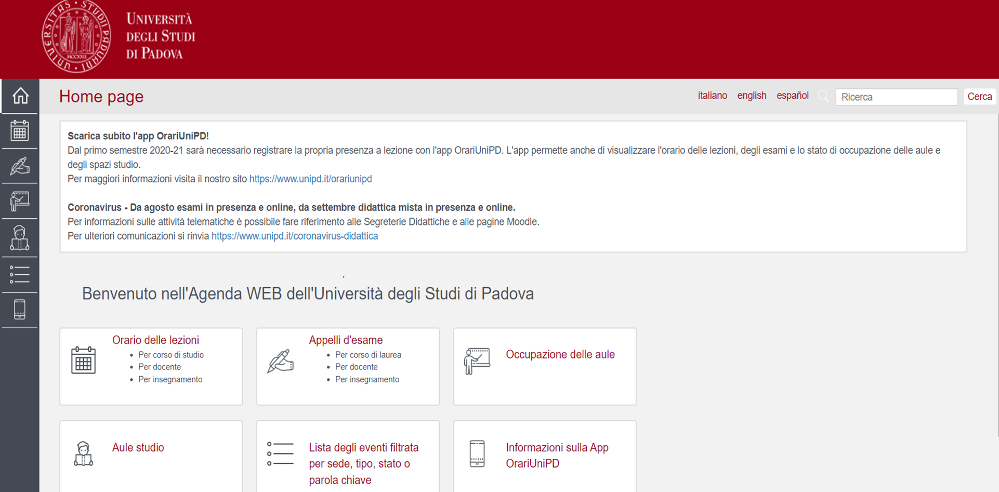 UNIVERSITAS STUDII PADUANI
MCCXXII
UNIVERSITÀ
DEGLI STUDI
DI PADOVA
Home page
italiano english español Ricerca Cerca
Scarica subito l'app OrariUniPD!
Dal primo semestre 2020-21 sarà necessario registrare la propria presenza a lezione con l'app OrariUniPD. L'app permette anche di visualizzare l'orario delle lezioni, degli esami e lo stato di occupazione delle aule e
degli spazi studio.
Per maggiori informazioni visita il nostro sito https://www.unipd.it/orariunipd
Coronavirus - Da agosto esami in presenza e online, da settembre didattica mista in presenza e online.
Per informazioni sulle attività telematiche è possibile fare riferimento alle Segreterie Didattiche e alle pagine Moodle.
Per ulteriori comunicazioni si rinvia https://www.unipd.it/coronavirus-didattica
Benvenuto nell'Agenda WEB dell'Università degli Studi di Padova
Orario delle lezioni
• Per corso di studio
• Per docente
• Per insegnamento
Appelli d'esame
• Per corso di laurea
• Per docente
• Per insegnamento
Occupazione delle aule
Aule studio
Lista degli eventi filtrata
per sede, tipo, stato o
parola chiave
Informazioni sulla App
OrariUniPD